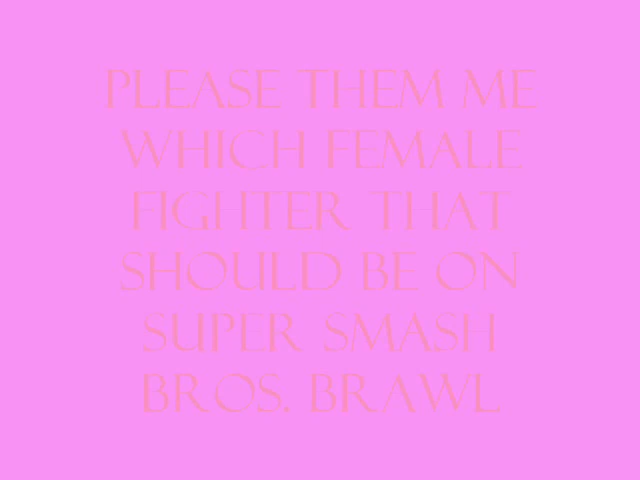 PLEASE THEM ME
WHICH FEMALE
FIGHTER THAT
SHOULD BE ON
SUPER SMASH
BROS. BRAWL